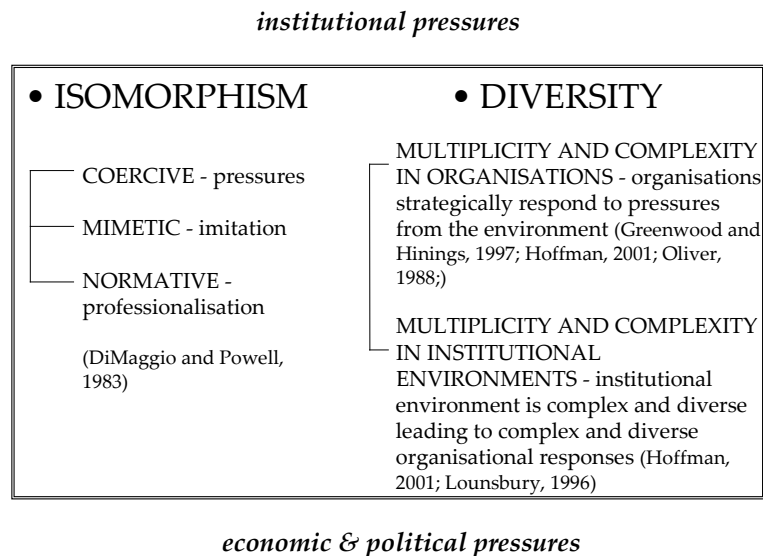 institutional pressures
• ISOMORPHISM
COERCIVE - pressures
MIMETIC - imitation
NORMATIVE -
professionalisation
(DiMaggio and Powell,
1983)
• DIVERSITY
MULTIPLICITY AND COMPLEXITY
IN ORGANISATIONS - organisations
strategically respond to pressures
from the environment (Greenwood and
Hinings, 1997; Hoffman, 2001; Oliver,
1988;)
MULTIPLICITY AND COMPLEXITY
IN INSTITUTIONAL
ENVIRONMENTS - institutional
environment is complex and diverse
leading to complex and diverse
organisational responses (Hoffman,
2001; Lounsbury, 1996)
economic & political pressures